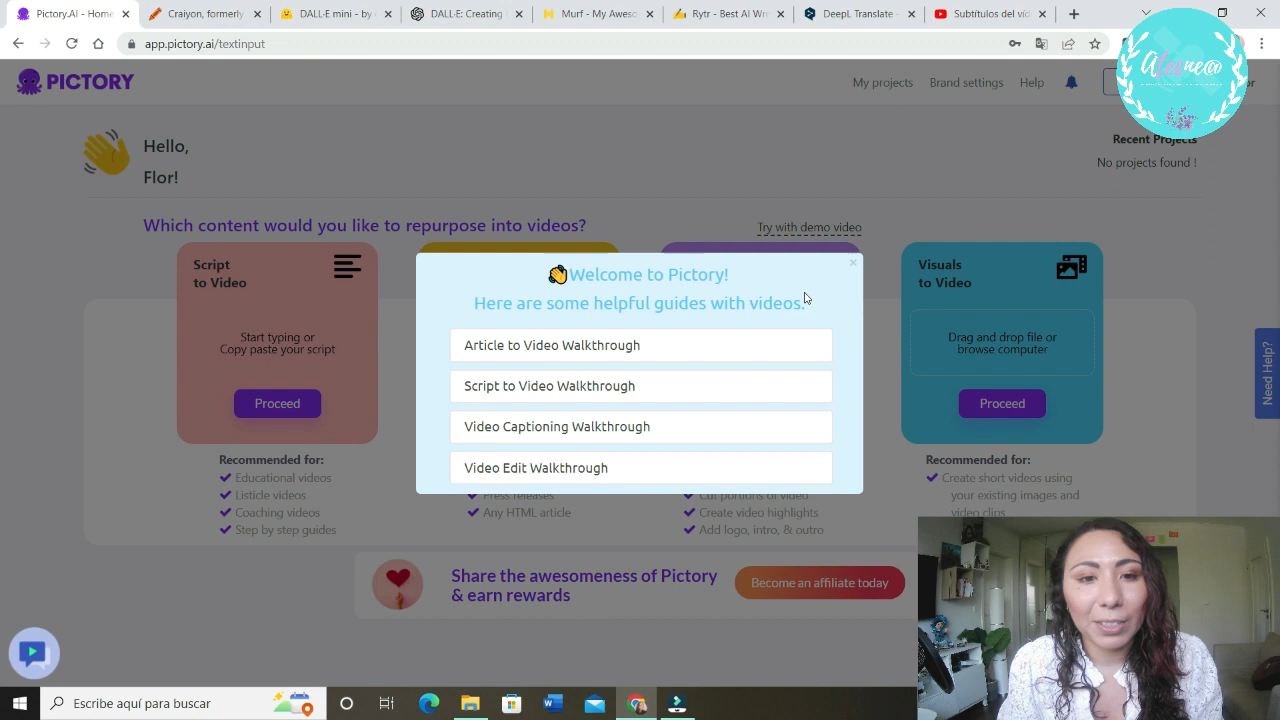 Pictory.AI - Home
Craiyon, formerly
DALL·E mini - by
DALL·E: Creating
Murf - My Aweso
Rytr - Best AI Wri
DeepL Translate -
Subtítulos del víd
app.pictory.ai/textinput
PICTORY
My projects
Brand settings
Help
Hello,
Flor!
Recent Projects
No projects found !
Which content would you like to repurpose into videos?
Try with demo video
Script
to Video
Start typing or
Copy paste your script
Proceed
Recommended for:
Educational videos
Listicle videos
Coaching videos
Step by step guides
Welcome to Pictory!
Here are some helpful guides with videos.
Article to Video Walkthrough
Script to Video Walkthrough
Video Captioning Walkthrough
Video Edit Walkthrough
Press releases
Any HTML article
Cut portions of video
Create video highlights
Add logo, intro, & outro
Visuals
to Video
Drag and drop file or
browse computer
Proceed
Recommended for:
Create short videos using
your existing images and
video clips
Need Help?
Share the awesomeness of Pictory
& earn rewards
Become an affiliate today
Escribe aquí para buscar